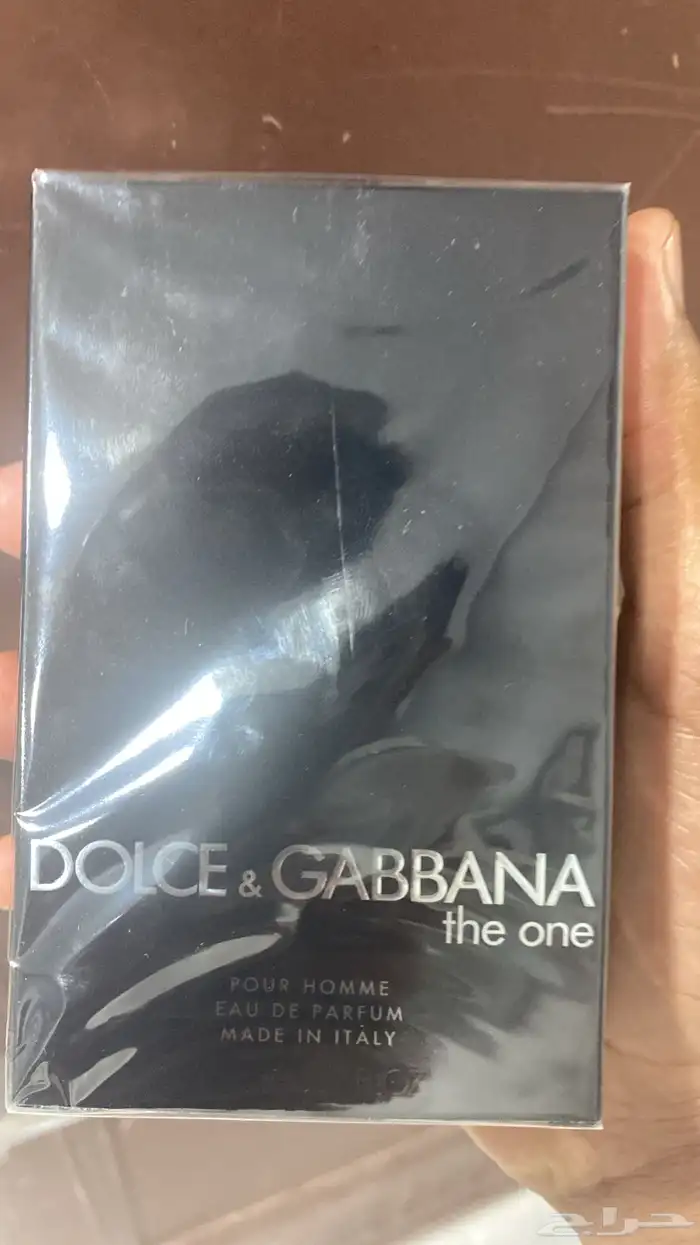 DOLCE & GABBANA
the one
POUR HOMME
EAU DE PARFUM
MADE IN ITALY
حراج